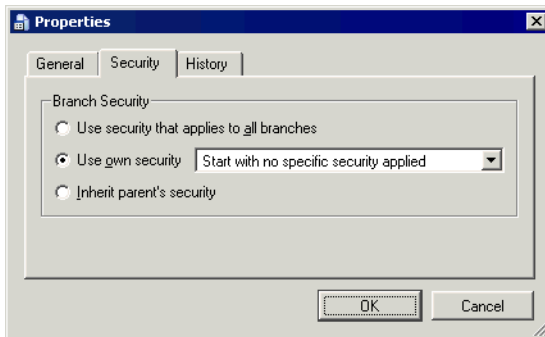 Properties
General Security History
Branch Security
Use security that applies to all branches
Use own security Start with no specific security applied
Inherit parent's security
OK Cancel